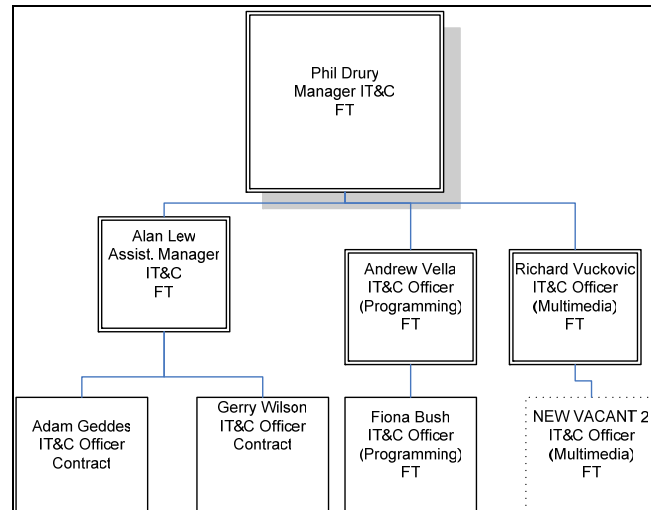 Phil Drury
Manager IT&C
FT
Alan Lew
Assist. Manager
IT&C
FT
Andrew Vella
IT&C Officer
(Programming)
FT
Richard Vuckovic
IT&C Officer
(Multimedia)
FT
Adam Geddes
IT&C Officer
Contract
Gerry Wilson
IT&C Officer
Contract
Fiona Bush
IT&C Officer
(Programming)
FT
NEW VACANT 2
IT&C Officer
(Multimedia)
FT